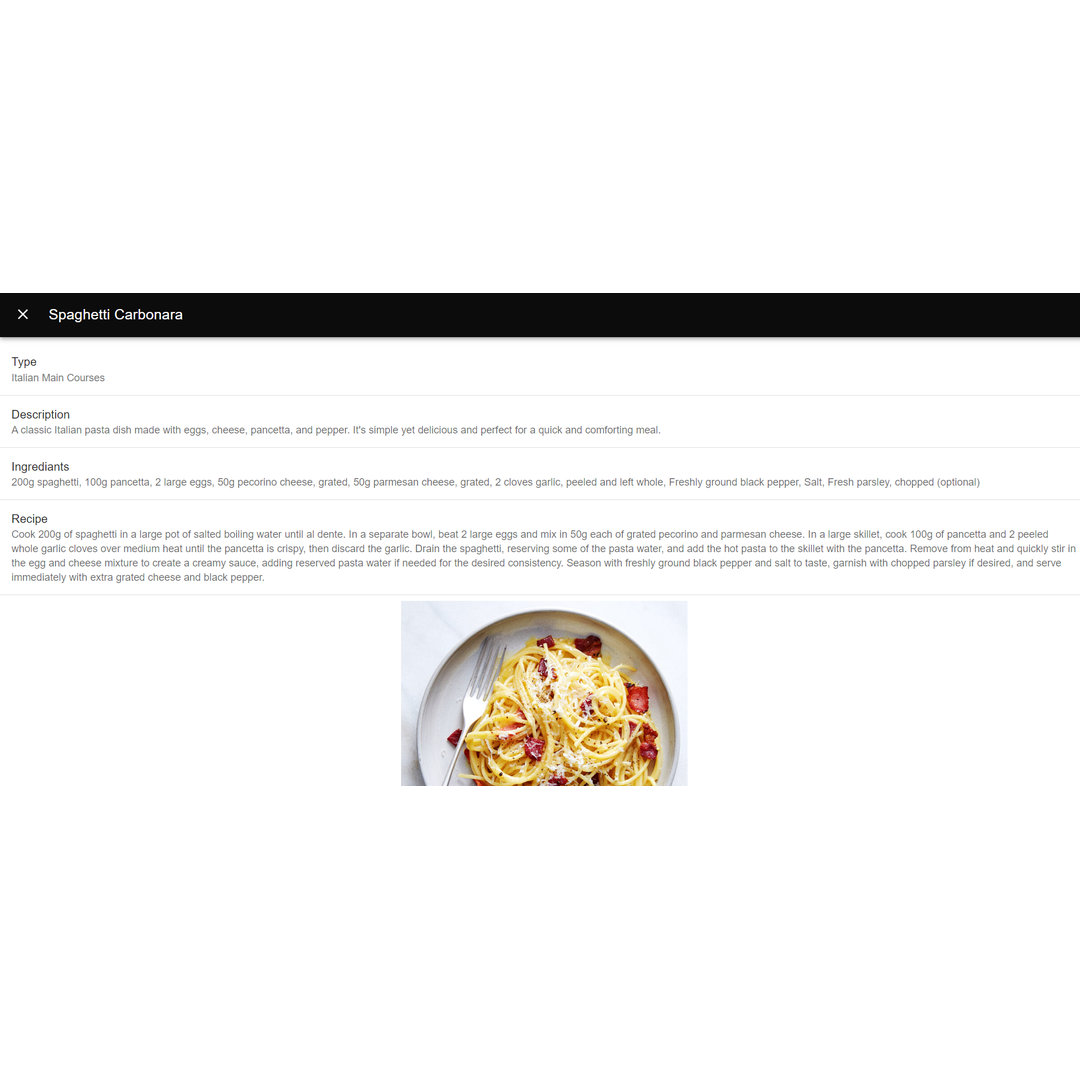 Spaghetti Carbonara
Type
Italian Main Courses
Description
A classic Italian pasta dish made with eggs, cheese, pancetta, and pepper. It's simple yet delicious and perfect for a quick and comforting meal.
Ingrediants
200g spaghetti, 100g pancetta, 2 large eggs, 50g pecorino cheese, grated, 50g parmesan cheese, grated, 2 cloves garlic, peeled and left whole, Freshly ground black pepper, Salt, Fresh parsley, chopped (optional)
Recipe
Cook 200g of spaghetti in a large pot of salted boiling water until al dente. In a separate bowl, beat 2 large eggs and mix in 50g each of grated pecorino and parmesan cheese. In a large skillet, cook 100g of pancetta and 2 peeled
whole garlic cloves over medium heat until the pancetta is crispy, then discard the garlic. Drain the spaghetti, reserving some of the pasta water, and add the hot pasta to the skillet with the pancetta. Remove from heat and quickly stir in
the egg and cheese mixture to create a creamy sauce, adding reserved pasta water if needed for the desired consistency. Season with freshly ground black pepper and salt to taste, garnish with chopped parsley if desired, and serve
immediately with extra grated cheese and black pepper.